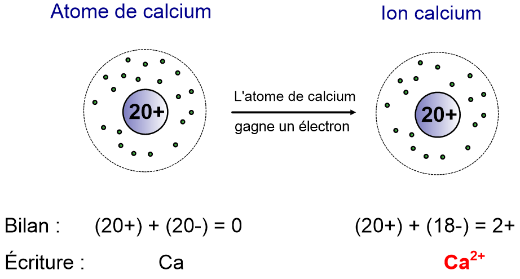 Atome de calcium
Ion calcium
20+
L'atome de calcium
gagne un électron
20+
Bilan : (20+) + (20-) = 0
(20+) + (18-) = 2+
Écriture : Ca
Ca²⁺